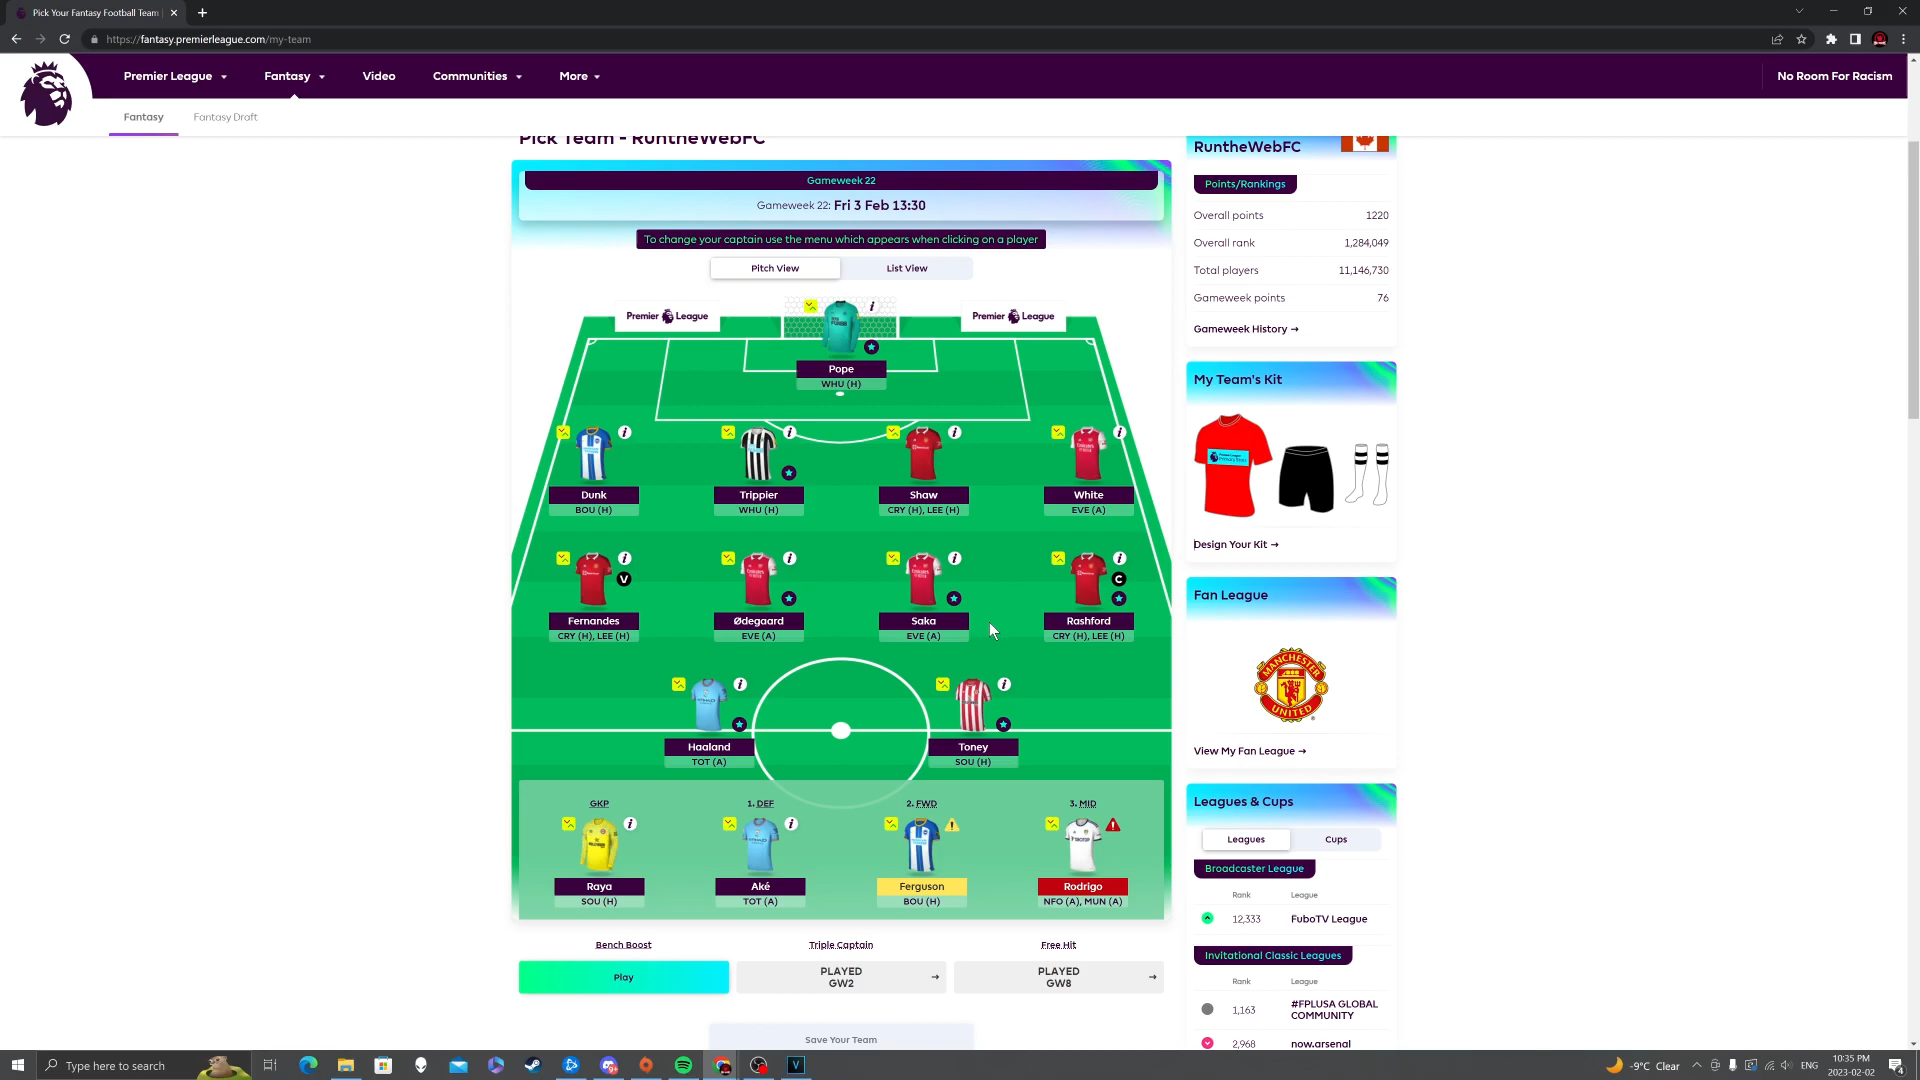 Pick Your Fantasy Football Team
https://fantasy.premierleague.com/my-team
Premier League
Fantasy
Video
Communities
More
No Room For Racism
Fantasy
Fantasy Draft
Pick Team - RuntheWebFC
Gameweek 22
Gameweek 22: Fri 3 Feb 13:30
To change your captain use the menu which appears when clicking on a player
Pitch View
List View
Premier League
Premier League
Pope
WHU (H)
Dunk
BOU (H)
Trippier
WHU (H)
Shaw
CRY (H), LEE (H)
White
EVE (A)
V
C
Fernandes
CRY (H), LEE (H)
Ødegaard
EVE (A)
Saka
EVE (A)
Rashford
CRY (H), LEE (H)
Haaland
TOT (A)
Toney
SOU (H)
GKP
1. DEF
2. FWD
3. MID
Raya
SOU (H)
Aké
TOT (A)
Ferguson
BOU (H)
Rodrigo
NFO (A), MUN (A)
Bench Boost
Triple Captain
Free Hit
Play
PLAYED
GW2
PLAYED
GW8
Save Your Team
RuntheWebFC
Points/Rankings
Overall points 1220
Overall rank 1,284,049
Total players 11,146,730
Gameweek points 76
Gameweek History →
My Team's Kit
Design Your Kit →
Fan League
MANCHESTER
UNITED
View My Fan League →
Leagues & Cups
Leagues
Cups
Broadcaster League
Rank League
12,333 FuboTV League
Invitational Classic Leagues
Rank League
1,163 #FPLUSA GLOBAL
COMMUNITY
2,968 now.arsenal
Type here to search
-9°C Clear
ENG
10:35 PM
2023-02-02